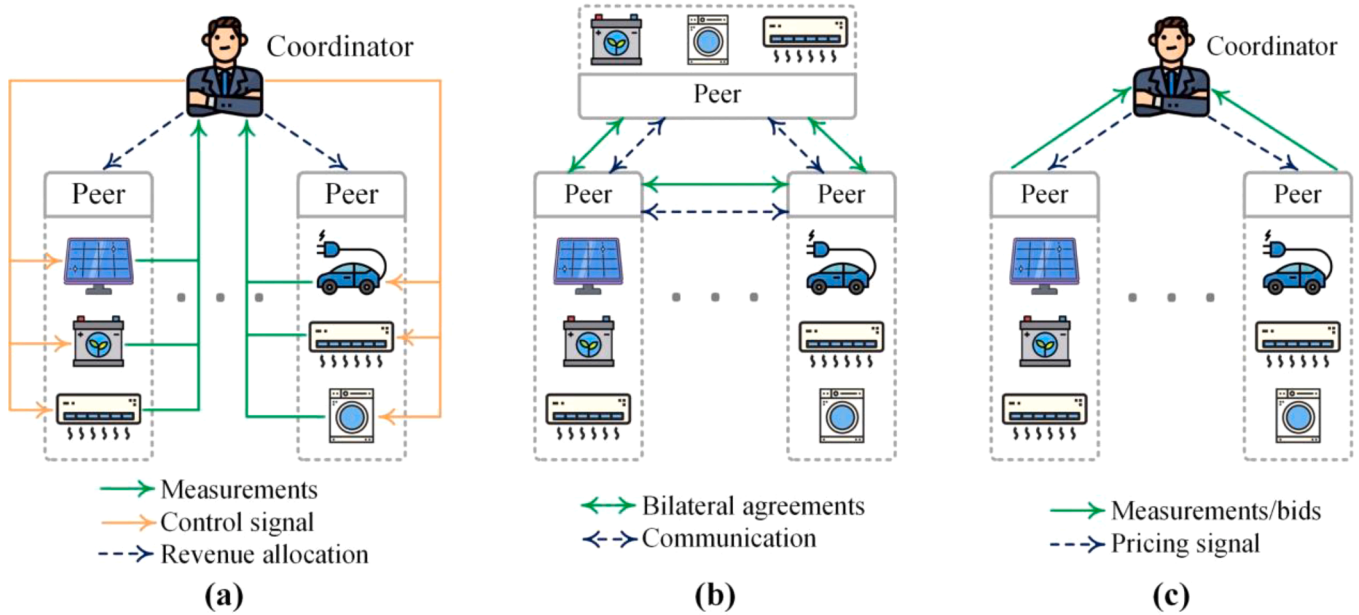 Coordinator
Peer
Peer
Measurements
Control signal
Revenue allocation
(a)
Peer
Peer
Peer
Bilateral agreements
Communication
(b)
Coordinator
Peer
Peer
Measurements/bids
Pricing signal
(c)